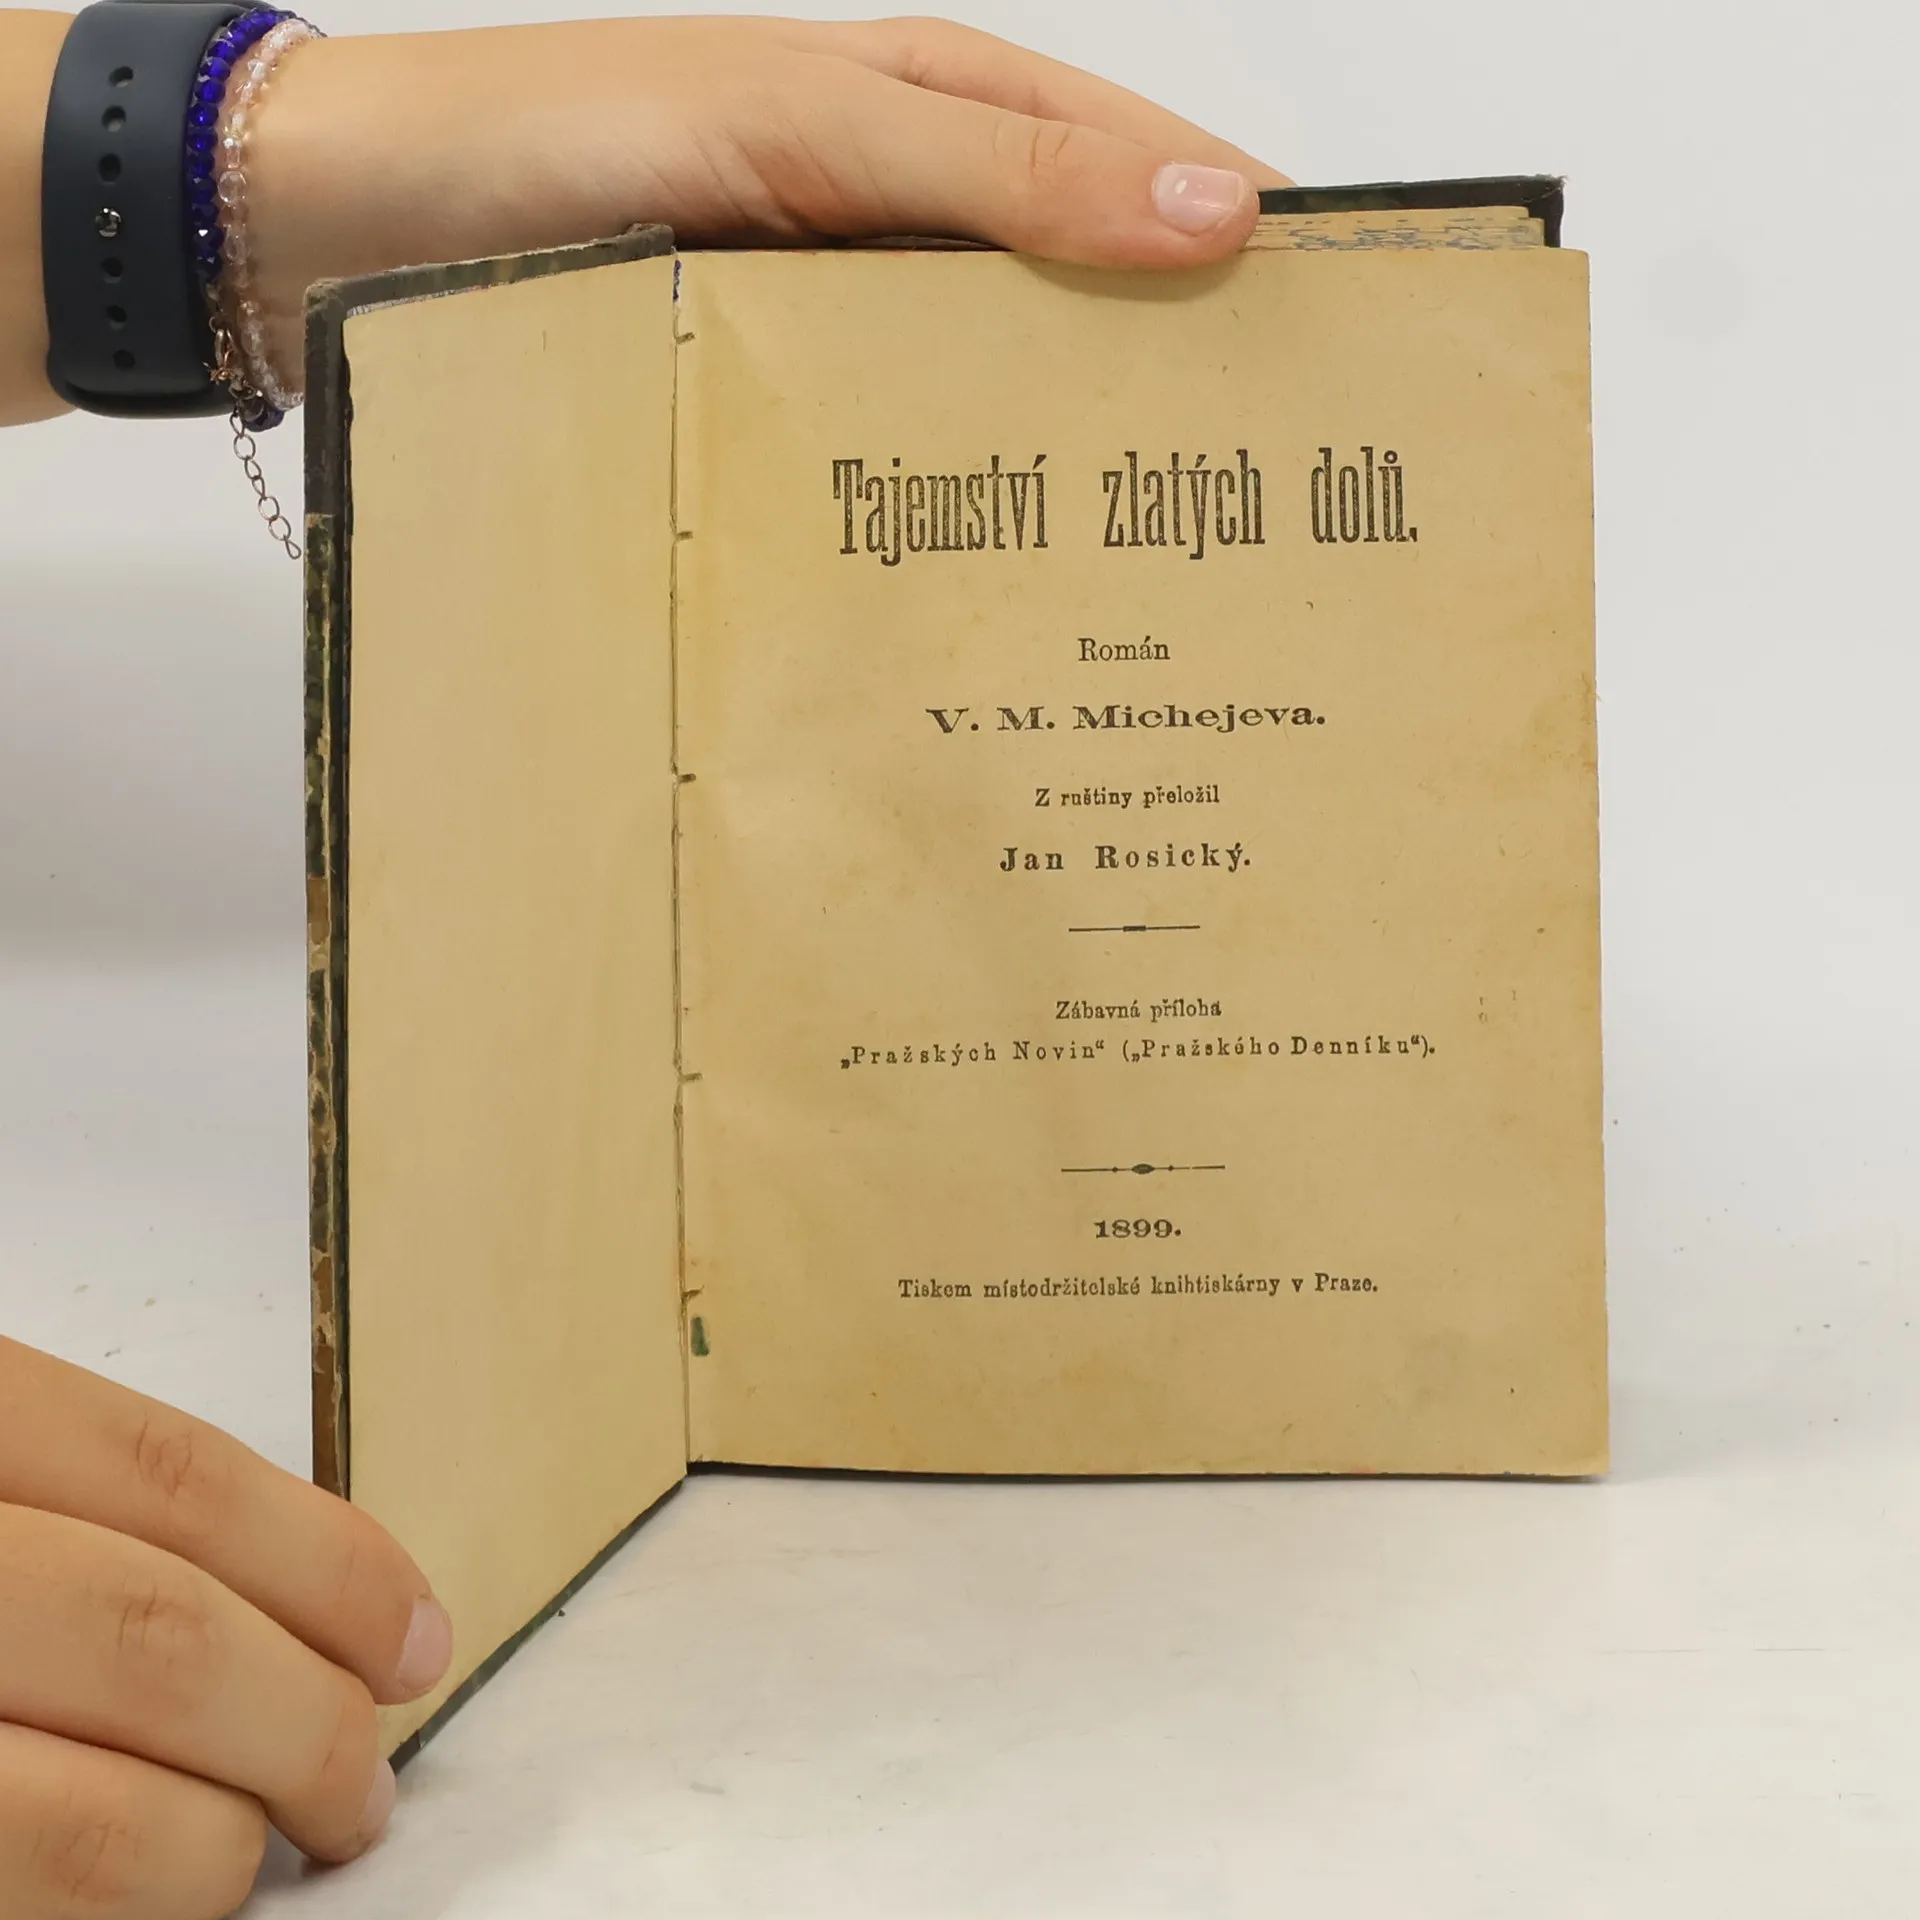 Tajemství zlatých dolů.
Román
V. M. Michejeva.
Z ruštiny přeložil
Jan Rosický.
Zábavná příloha
„Pražských Novin“ („Pražského Denníku“).
1899.
Tiskem místodržitelské knihtiskárny v Praze.